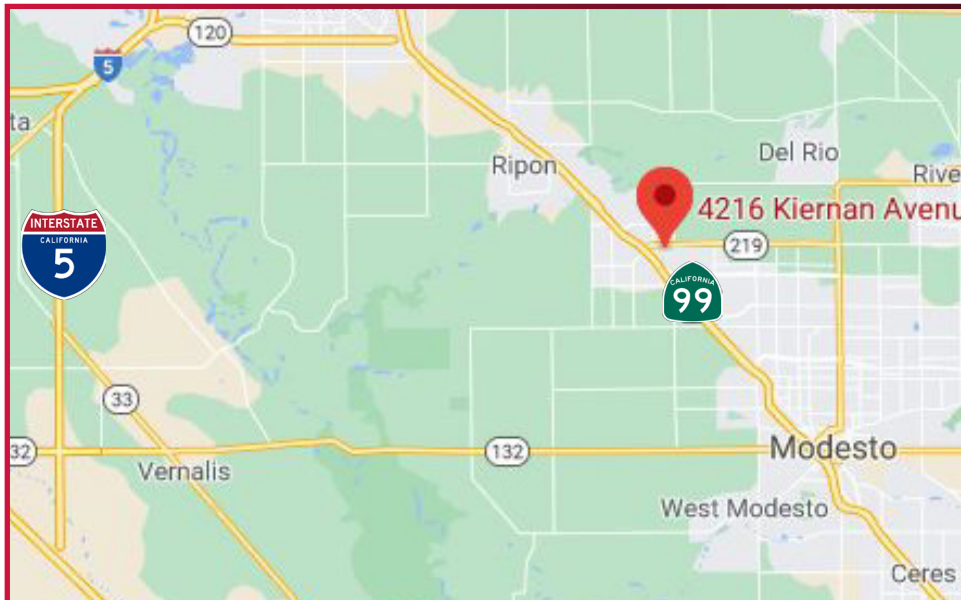 120
5
ta
Del Rio
Ripon
Rive
4216 Kiernan Avenu
INTERSTATE
CALIFORNIA
5
219
CALIFORNIA
99
33
32
132
Modesto
Vernalis
West Modesto
Ceres